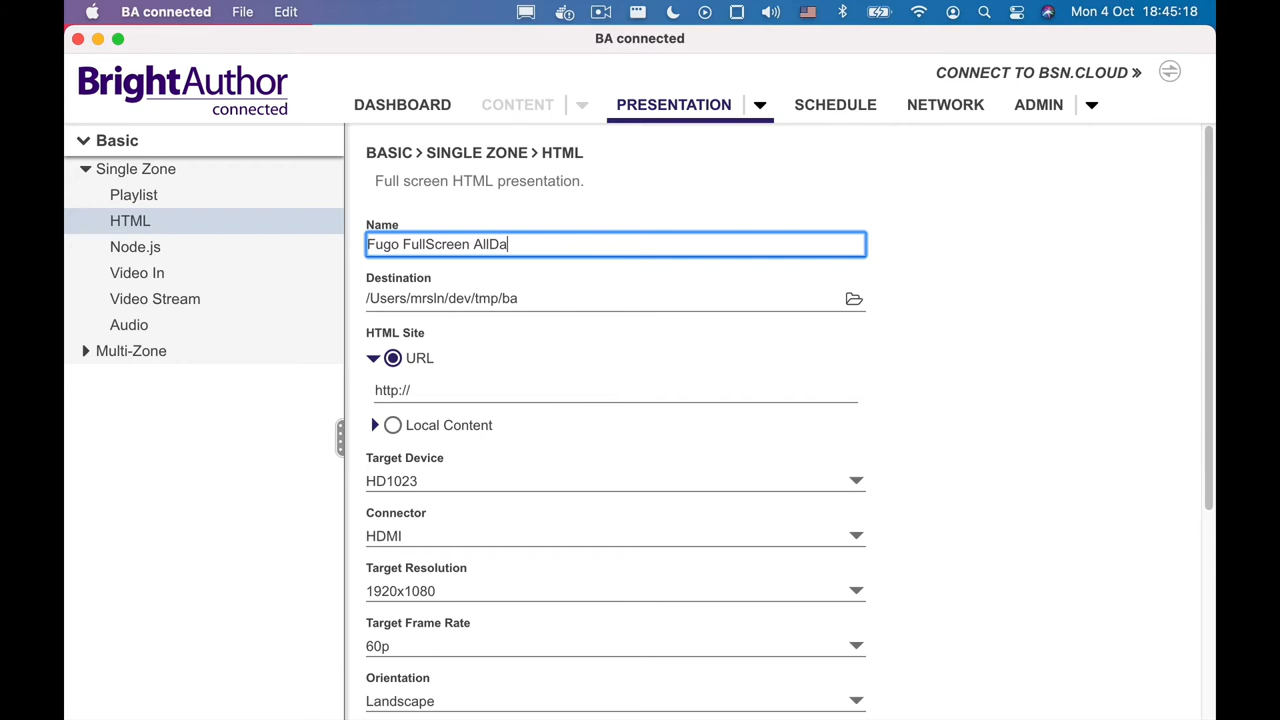 BA connected File Edit Mon 4 Oct 18:45:18
BA connected
BrightAuthor
connected
CONNECT TO BSN.CLOUD »
DASHBOARD CONTENT PRESENTATION SCHEDULE NETWORK ADMIN
Basic
Single Zone
Playlist
HTML
Node.js
Video In
Video Stream
Audio
Multi-Zone
BASIC > SINGLE ZONE > HTML
Full screen HTML presentation.
Name
Fugo FullScreen AllDa
Destination
/Users/mrsln/dev/tmp/ba
HTML Site
URL
http://
Local Content
Target Device
HD1023
Connector
HDMI
Target Resolution
1920x1080
Target Frame Rate
60p
Orientation
Landscape